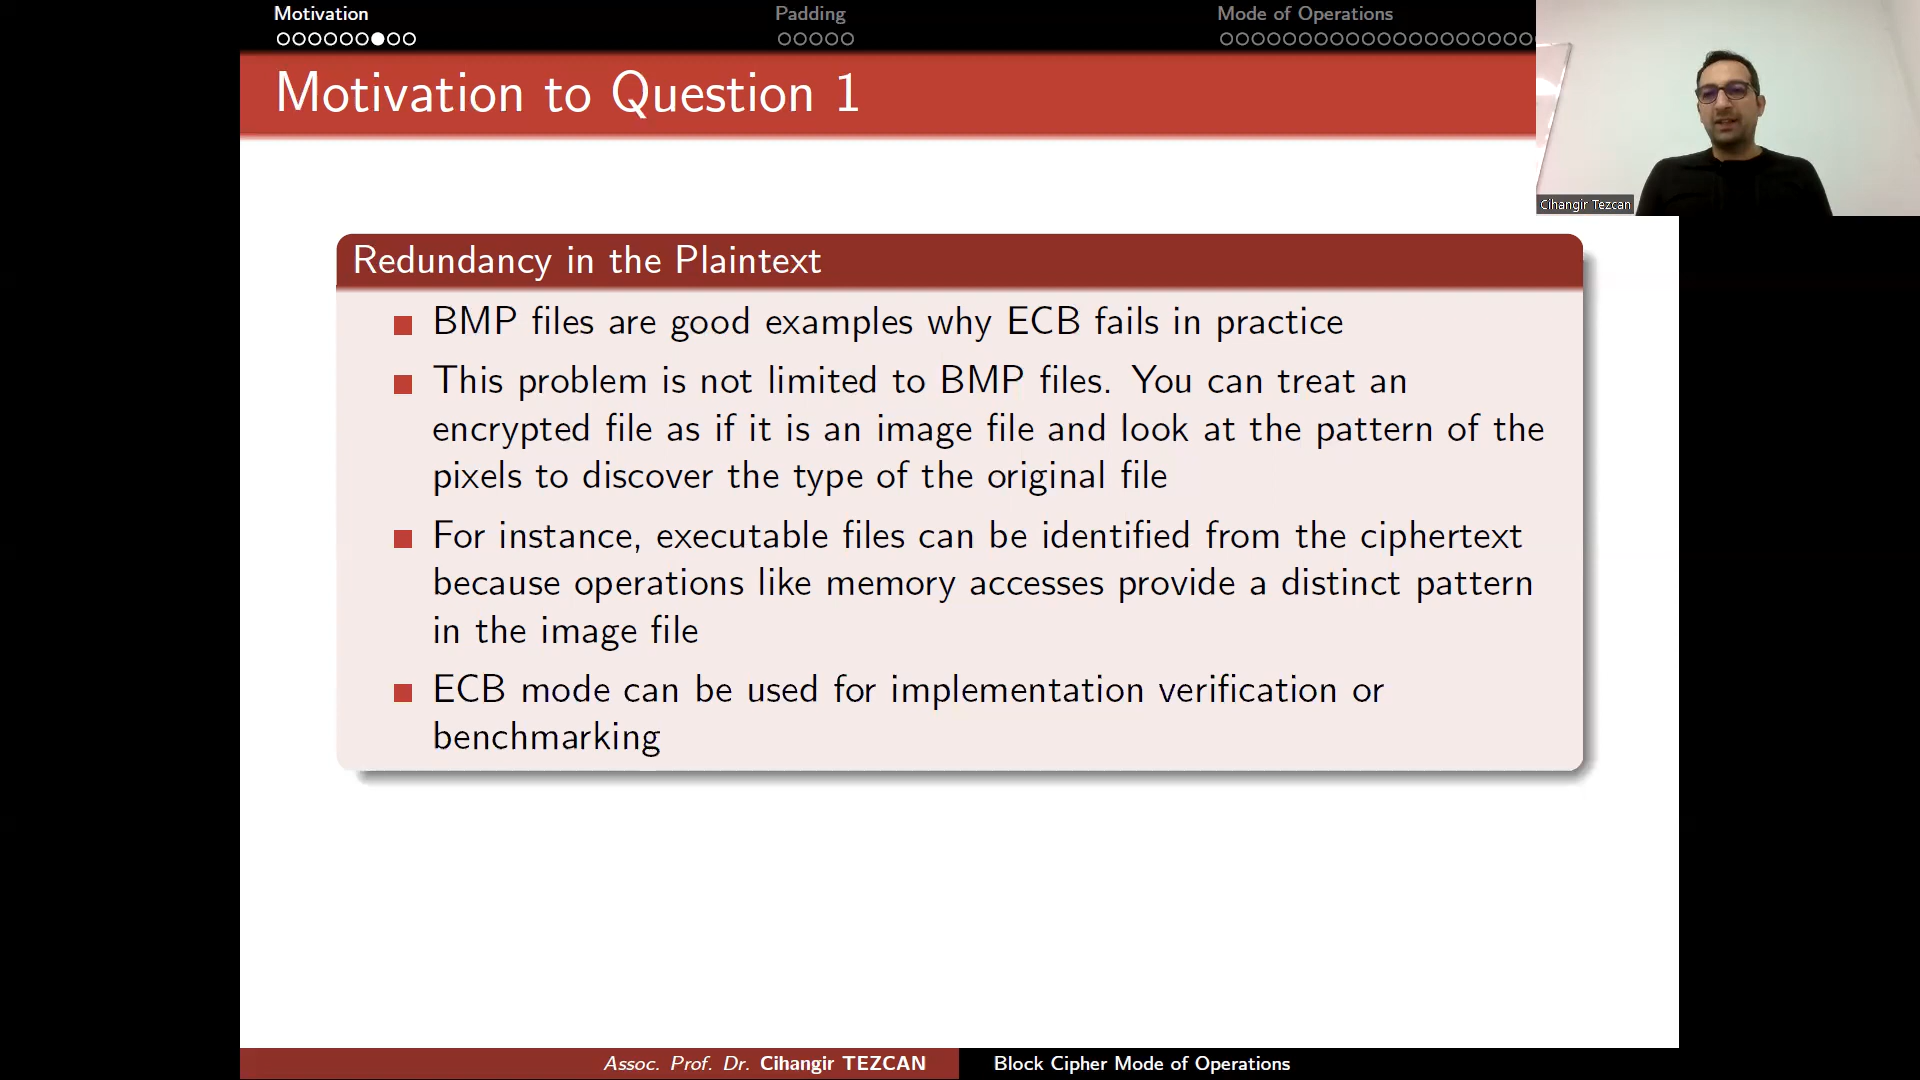 Motivation
Padding
Mode of Operations
Motivation to Question 1
Cihangir Tezcan
Redundancy in the Plaintext
BMP files are good examples why ECB fails in practice
This problem is not limited to BMP files. You can treat an
encrypted file as if it is an image file and look at the pattern of the
pixels to discover the type of the original file
For instance, executable files can be identified from the ciphertext
because operations like memory accesses provide a distinct pattern
in the image file
ECB mode can be used for implementation verification or
benchmarking
Assoc. Prof. Dr. Cihangir TEZCAN
Block Cipher Mode of Operations